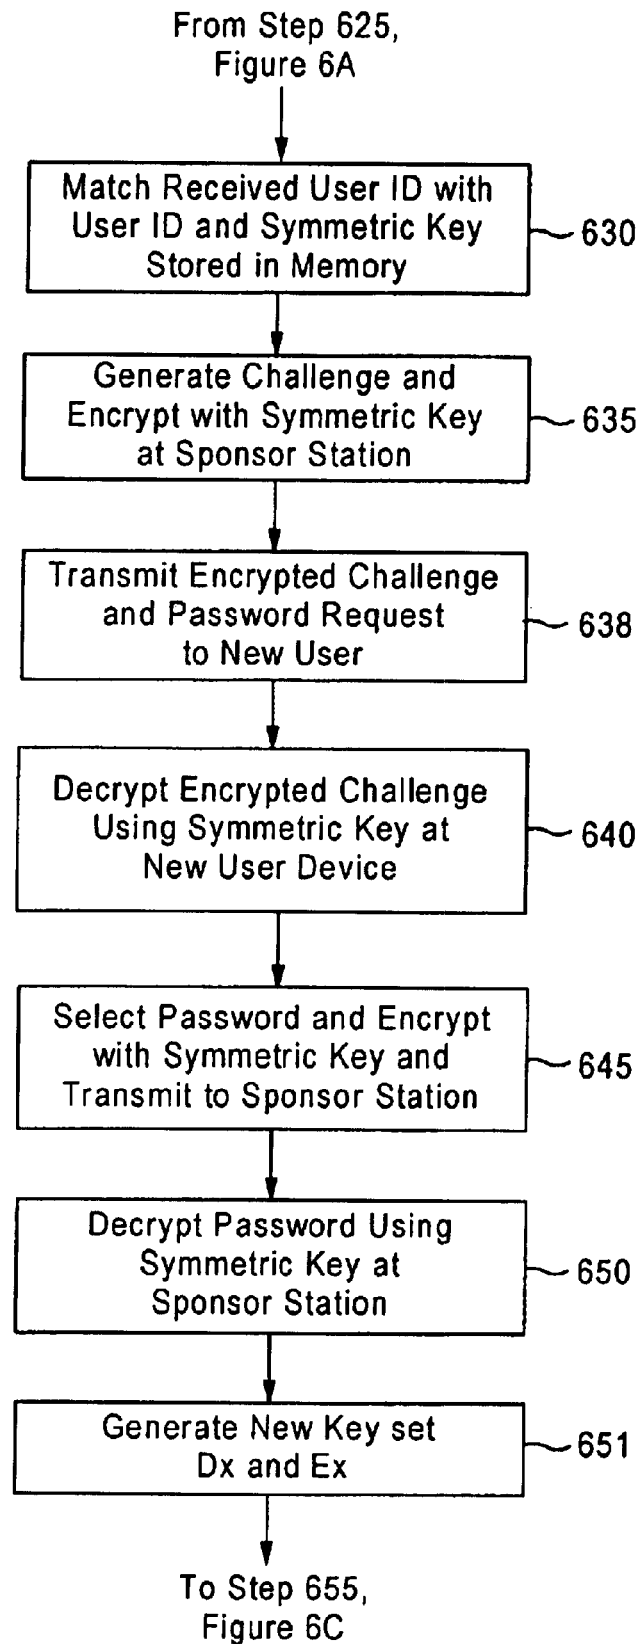 From Step 625,
Figure 6A
Match Received User ID with
User ID and Symmetric Key
Stored in Memory
630
Generate Challenge and
Encrypt with Symmetric Key
at Sponsor Station
635
Transmit Encrypted Challenge
and Password Request
to New User
638
Decrypt Encrypted Challenge
Using Symmetric Key at
New User Device
640
Select Password and Encrypt
with Symmetric Key and
Transmit to Sponsor Station
645
Decrypt Password Using
Symmetric Key at
Sponsor Station
650
Generate New Key set
Dx and Ex
651
To Step 655,
Figure 6C